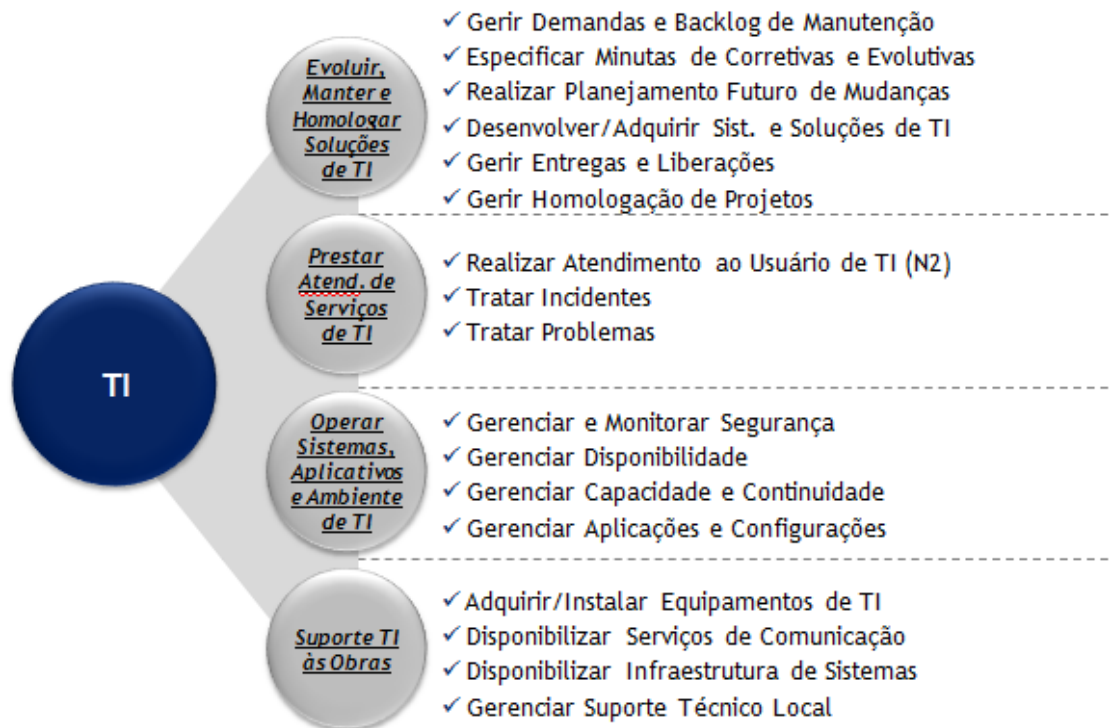 TI
Evoluir,
Manter e
Homologar
Soluções
de TI
✓ Gerir Demandas e Backlog de Manutenção
✓ Especificar Minutas de Corretivas e Evolutivas
✓ Realizar Planejamento Futuro de Mudanças
✓ Desenvolver/Adquirir Sist. e Soluções de TI
✓ Gerir Entregas e Liberações
✓ Gerir Homologação de Projetos
Prestar
Atend. de
Serviços
de TI
✓ Realizar Atendimento ao Usuário de TI (N2)
✓ Tratar Incidentes
✓ Tratar Problemas
Operar
Sistemas,
Aplicativos
e Ambiente
de TI
✓ Gerenciar e Monitorar Segurança
✓ Gerenciar Disponibilidade
✓ Gerenciar Capacidade e Continuidade
✓ Gerenciar Aplicações e Configurações
Suporte TI
às Obras
✓ Adquirir/Instalar Equipamentos de TI
✓ Disponibilizar Serviços de Comunicação
✓ Disponibilizar Infraestrutura de Sistemas
✓ Gerenciar Suporte Técnico Local